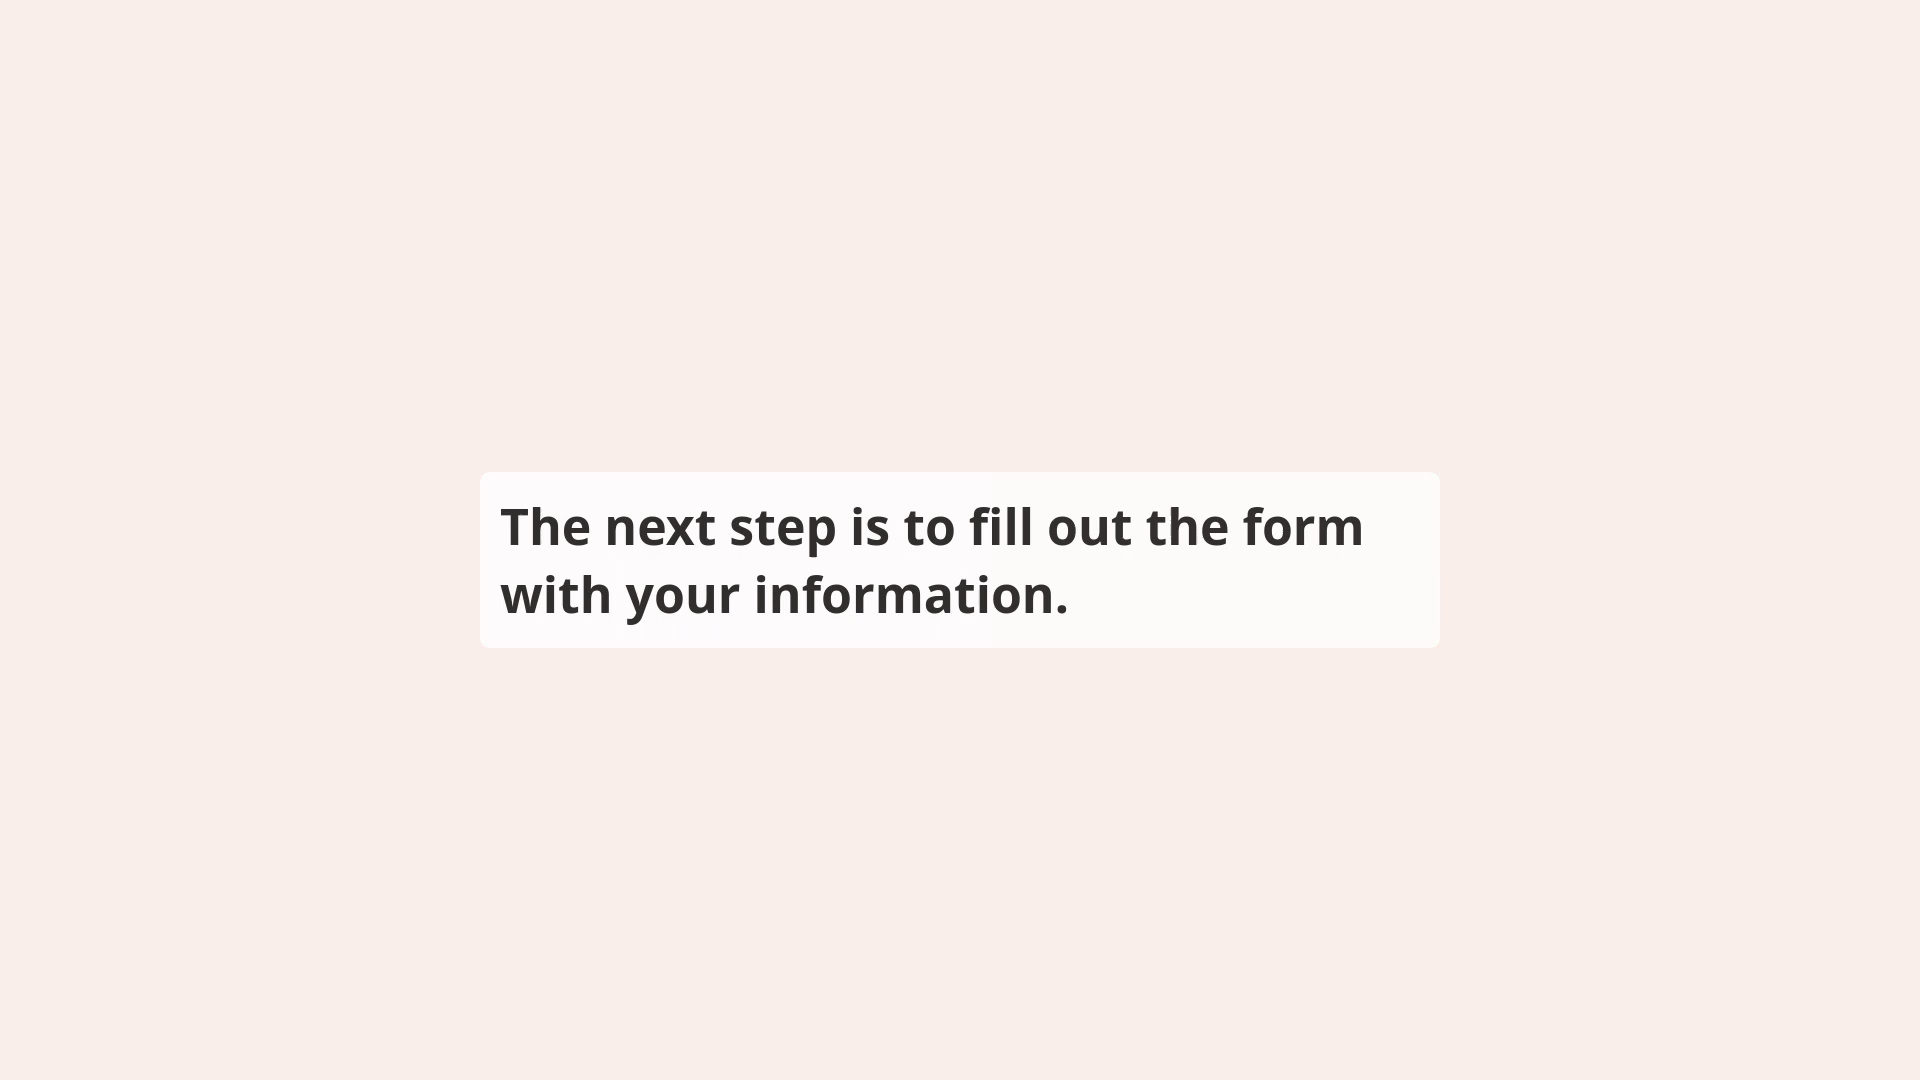 The next step is to fill out the form
with your information.